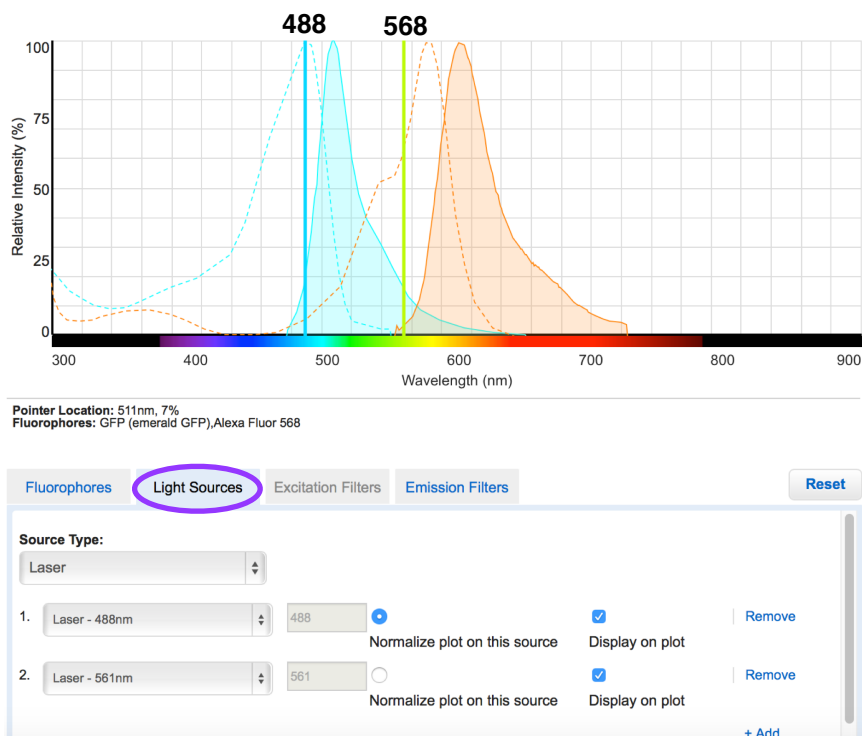 488 568
100
75
50
25
0
Relative Intensity (%)
300 400 500 600 700 800 900
Wavelength (nm)
Pointer Location: 511nm, 7%
Fluorophores: GFP (emerald GFP),Alexa Fluor 568
Fluorophores Light Sources Excitation Filters Emission Filters Reset
Source Type:
Laser
1. Laser - 488nm 488 Remove
Normalize plot on this source Display on plot
2. Laser - 561nm 561 Remove
Normalize plot on this source Display on plot
+ Add